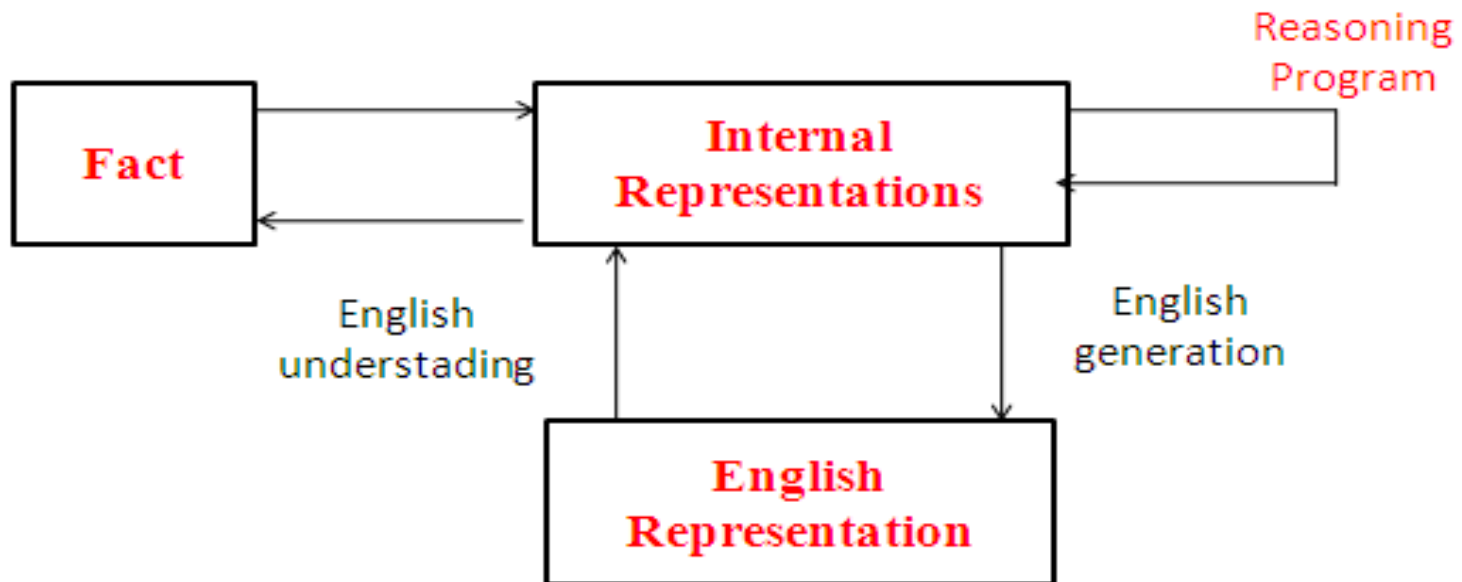 Reasoning
Program
Fact
Internal
Representations
English
understading
English
generation
English
Representation